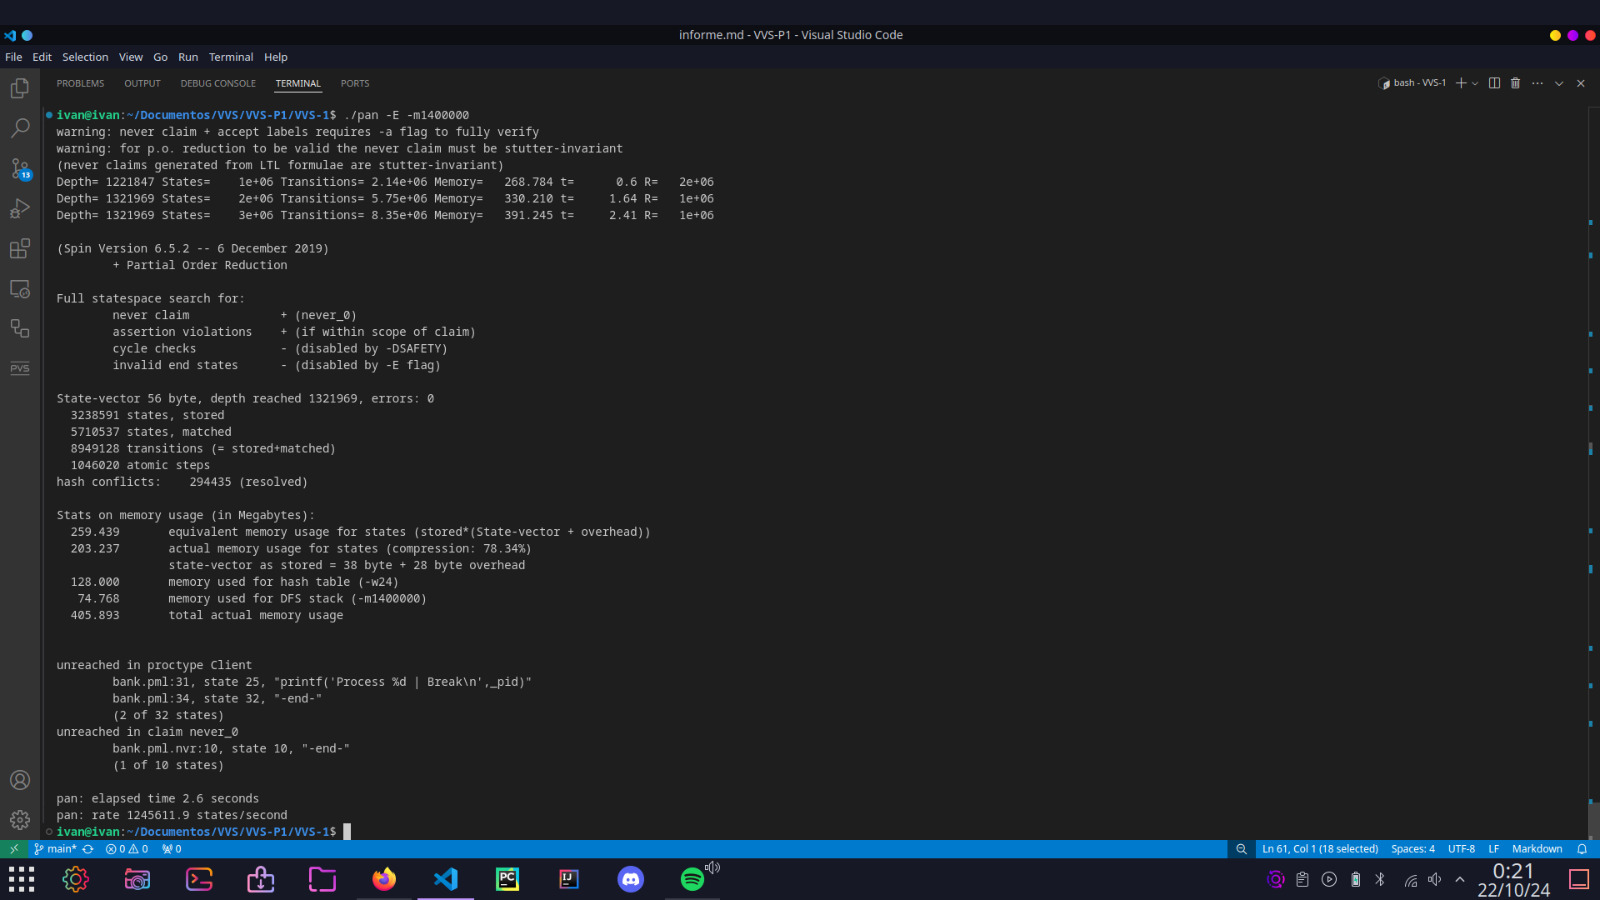 informe.md - VVS-P1 - Visual Studio Code
File Edit Selection View Go Run Terminal Help
PROBLEMS OUTPUT DEBUG CONSOLE TERMINAL PORTS
bash - VVS-1
ivan@ivan:~/Documentos/VVS/VVS-P1/VVS-1$ ./pan -E -m1400000
warning: never claim + accept labels requires -a flag to fully verify
warning: for p.o. reduction to be valid the never claim must be stutter-invariant
(never claims generated from LTL formulae are stutter-invariant)
Depth= 1221847 States=    1e+06 Transitions= 2.14e+06 Memory=   268.784 t=      0.6 R=   2e+06
Depth= 1321969 States=    2e+06 Transitions= 5.75e+06 Memory=   330.210 t=     1.64 R=   1e+06
Depth= 1321969 States=    3e+06 Transitions= 8.35e+06 Memory=   391.245 t=     2.41 R=   1e+06
(Spin Version 6.5.2 -- 6 December 2019)
        + Partial Order Reduction
Full statespace search for:
        never claim             + (never_0)
        assertion violations    + (if within scope of claim)
        cycle checks            - (disabled by -DSAFETY)
        invalid end states      - (disabled by -E flag)
State-vector 56 byte, depth reached 1321969, errors: 0
  3238591 states, stored
  5710537 states, matched
  8949128 transitions (= stored+matched)
  1046020 atomic steps
hash conflicts:    294435 (resolved)
Stats on memory usage (in Megabytes):
  259.439       equivalent memory usage for states (stored*(State-vector + overhead))
  203.237       actual memory usage for states (compression: 78.34%)
                state-vector as stored = 38 byte + 28 byte overhead
  128.000       memory used for hash table (-w24)
   74.768       memory used for DFS stack (-m1400000)
  405.893       total actual memory usage
unreached in proctype Client
        bank.pml:31, state 25, "printf('Process %d | Break\n',_pid)"
        bank.pml:34, state 32, "-end-"
        (2 of 32 states)
unreached in claim never_0
        bank.pml.nvr:10, state 10, "-end-"
        (1 of 10 states)
pan: elapsed time 2.6 seconds
pan: rate 1245611.9 states/second
ivan@ivan:~/Documentos/VVS/VVS-P1/VVS-1$
13
PVS
main* 0 0 0 Ln 61, Col 1 (18 selected) Spaces: 4 UTF-8 LF Markdown
PC IJ
0:21
22/10/24